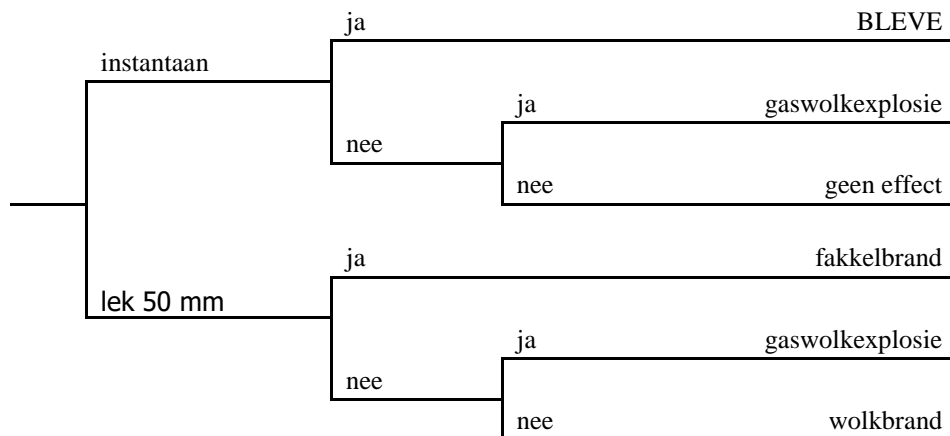 ja BLEVE
instantaan
ja gaswolkexplosie
nee
nee geen effect
ja fakkelbrand
lek 50 mm
ja gaswolkexplosie
nee
nee wolkbrand